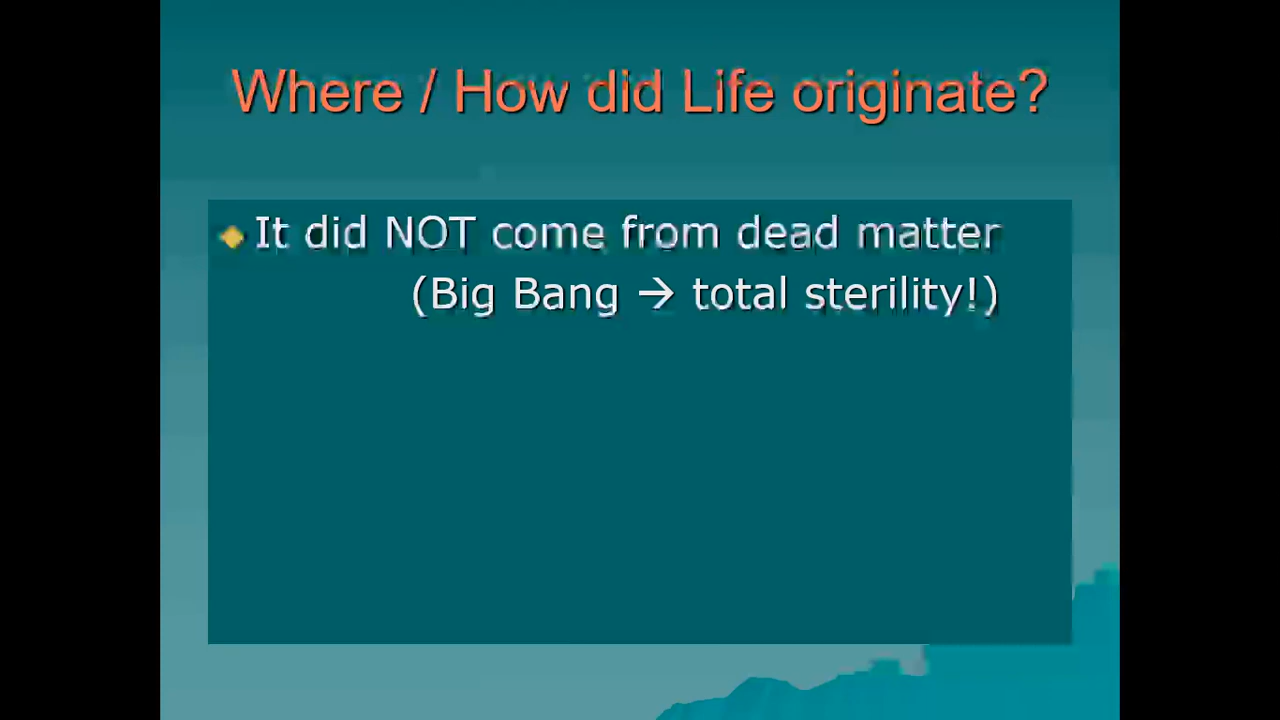 Where / How did Life originate?
It did NOT come from dead matter
(Big Bang → total sterility!)